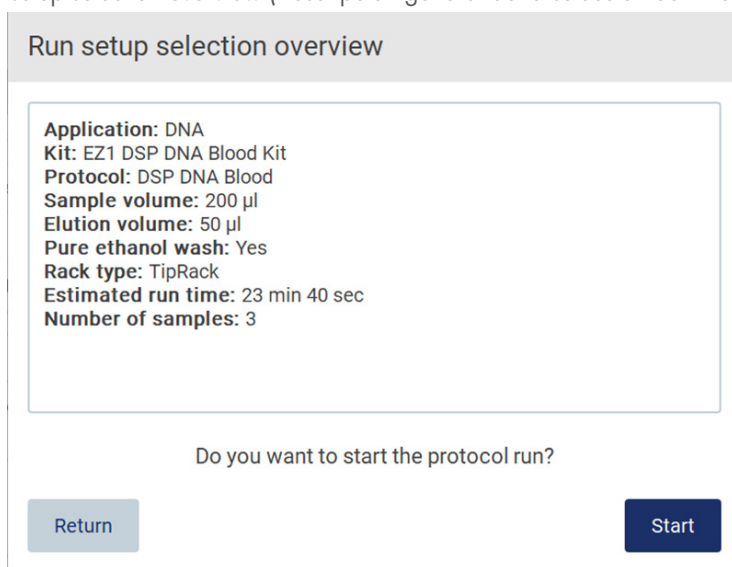 Run setup selection overview
Application: DNA
Kit: EZ1 DSP DNA Blood Kit
Protocol: DSP DNA Blood
Sample volume: 200 µl
Elution volume: 50 µl
Pure ethanol wash: Yes
Rack type: TipRack
Estimated run time: 23 min 40 sec
Number of samples: 3
Do you want to start the protocol run?
Return
Start